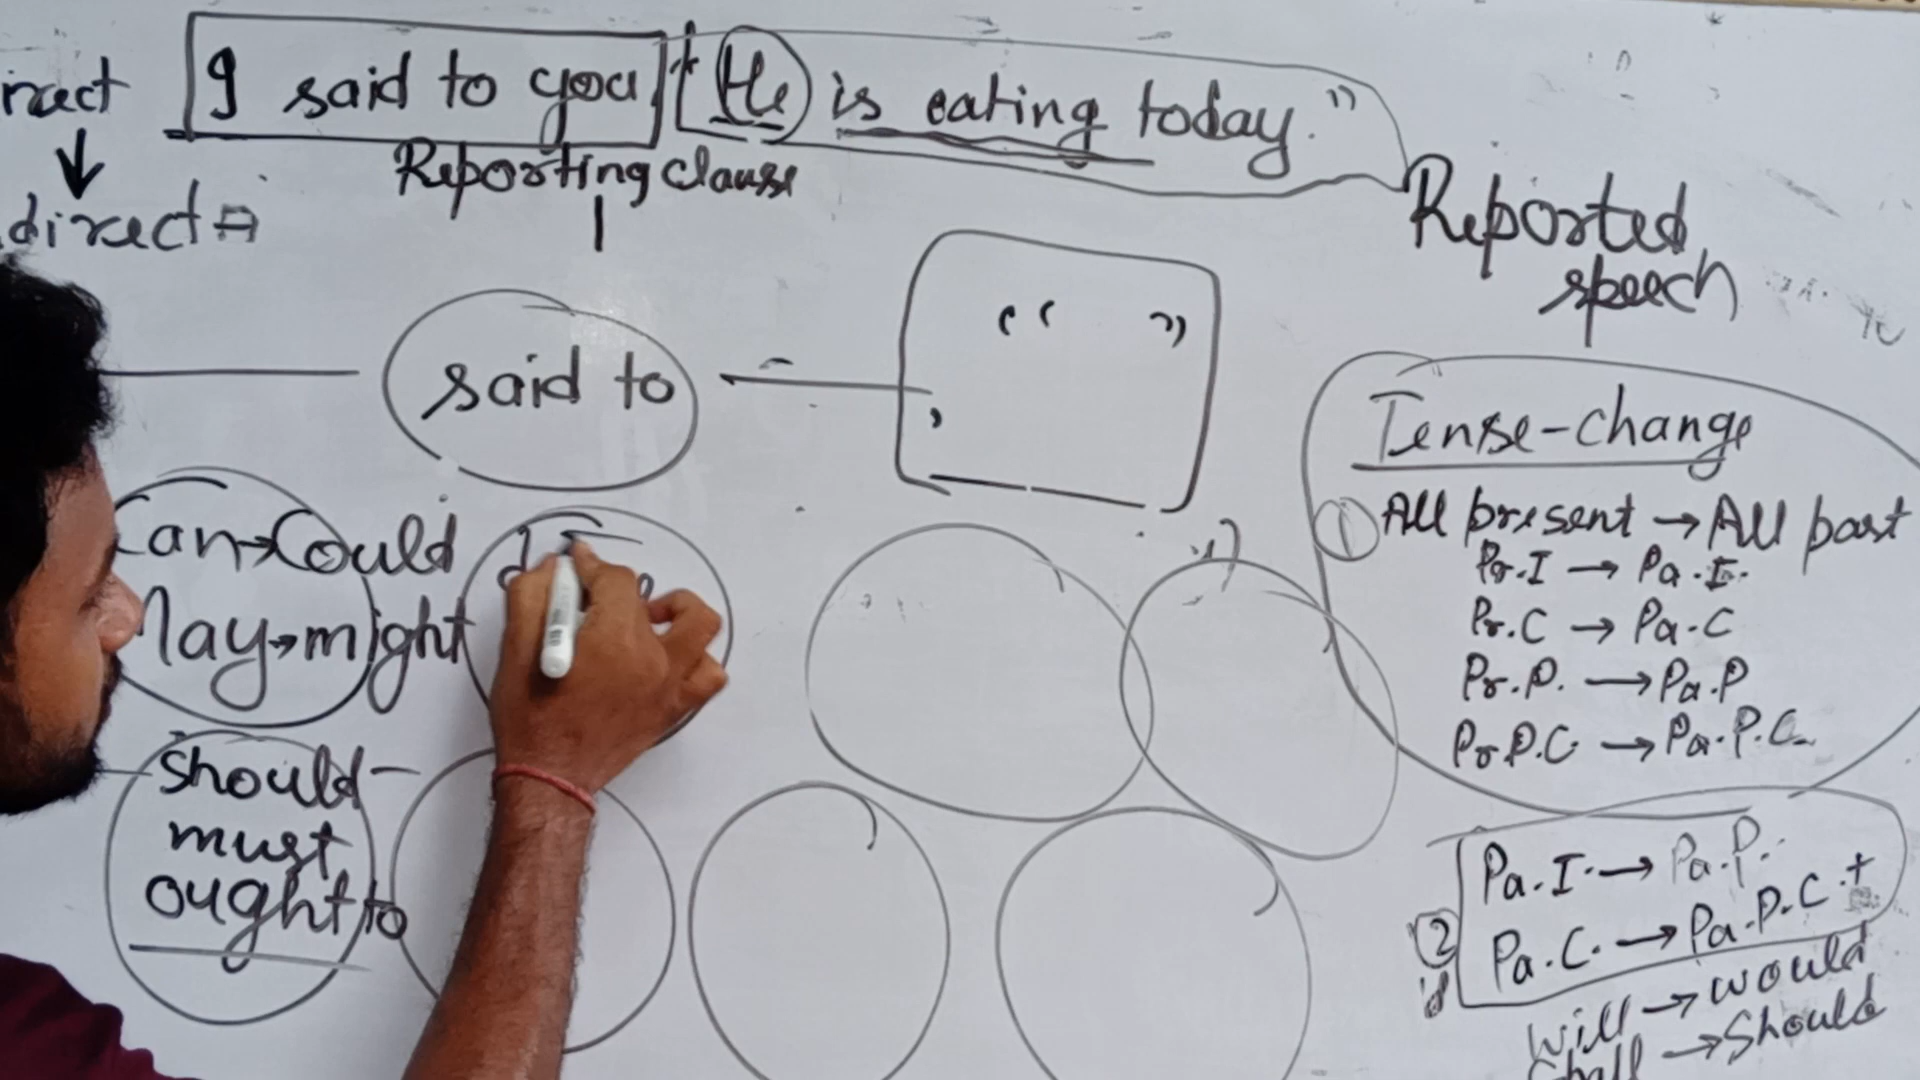 I said to you, "He is eating today."
Reporting clause
Reported speech
said to
“ ”
,
Can→Could
May→might
should
must
ought to
Tense-change
① All present → All past
Pr.I → Pa.I.
Pr.C → Pa.C
Pr.P. → Pa.P
Pr.P.C. → Pa.P.C.
② Pa.I. → Pa.P.
Pa.C. → Pa.P.C.+
will → would
Shall → Should